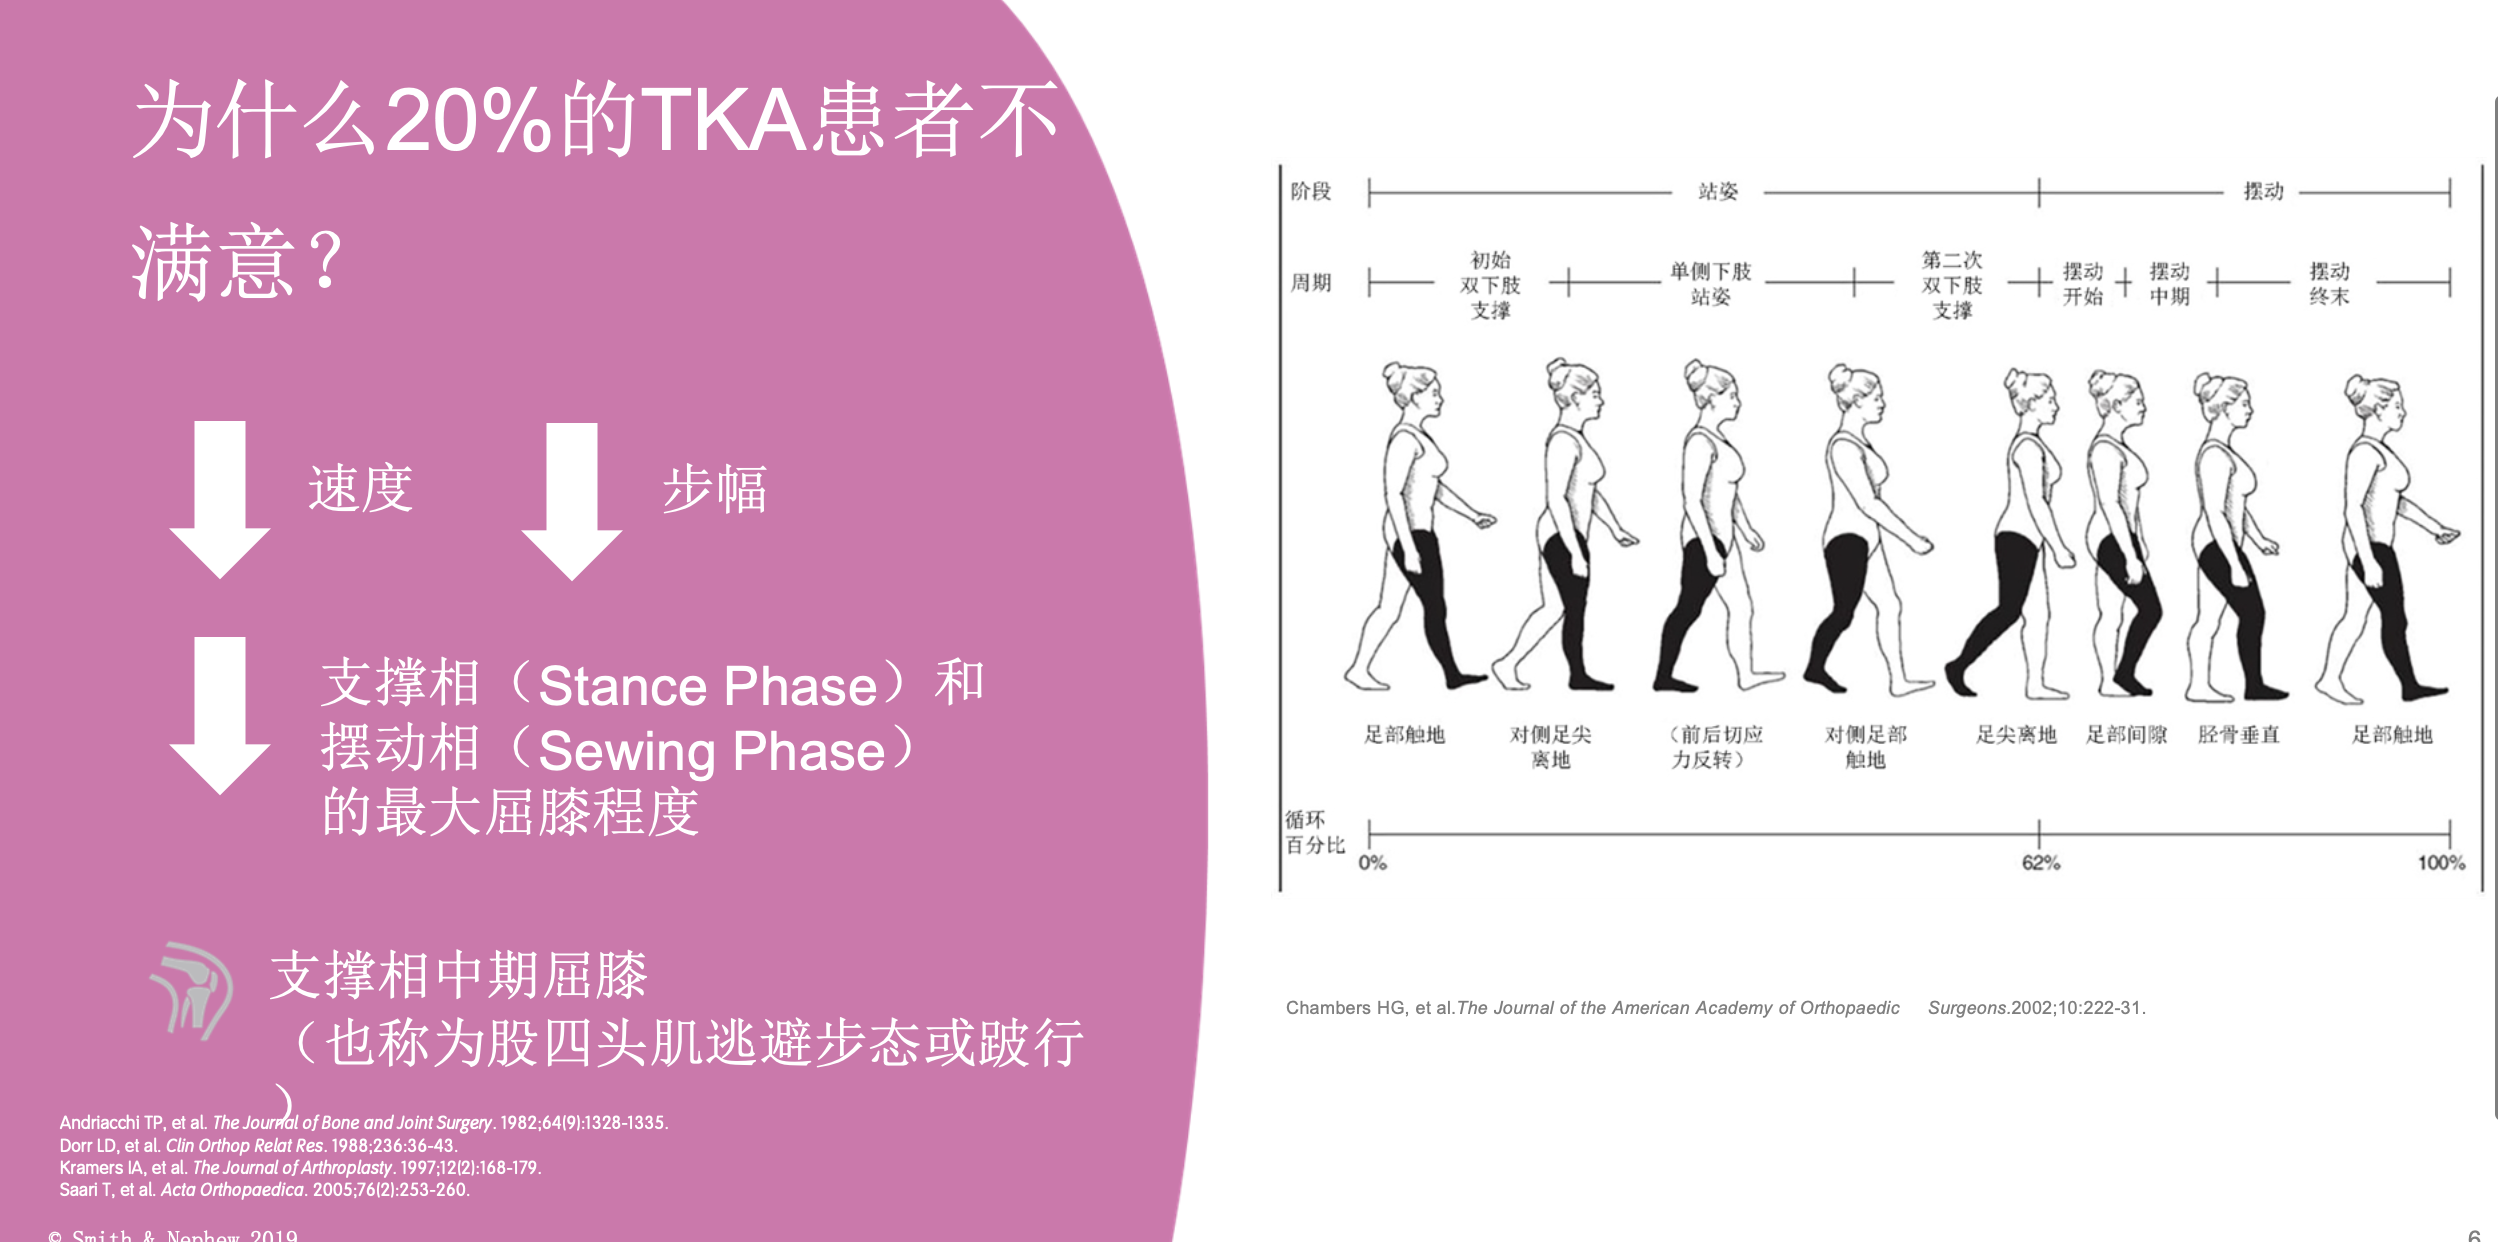 为什么20%的TKA患者不
满意？
速度
步幅
支撑相（Stance Phase）和
摆动相（Sewing Phase）
的最大屈膝程度
支撑相中期屈膝
（也称为股四头肌逃避步态或跛行
）
Andriacchi TP, et al. The Journal of Bone and Joint Surgery. 1982;64(9):1328-1335.
Dorr LD, et al. Clin Orthop Relat Res. 1988;236:36-43.
Kramers IA, et al. The Journal of Arthroplasty. 1997;12(2):168-179.
Saari T, et al. Acta Orthopaedica. 2005;76(2):253-260.
© Smith & Nephew 2019
阶段
站姿
摆动
周期
初始
双下肢
支撑
单侧下肢
站姿
第二次
双下肢
支撑
摆动
开始
摆动
中期
摆动
终末
足部触地
对侧足尖
离地
（前后切应
力反转）
对侧足部
触地
足尖离地
足部间隙
胫骨垂直
足部触地
循环
百分比
0%
62%
100%
Chambers HG, et al.The Journal of the American Academy of Orthopaedic Surgeons.2002;10:222-31.
6